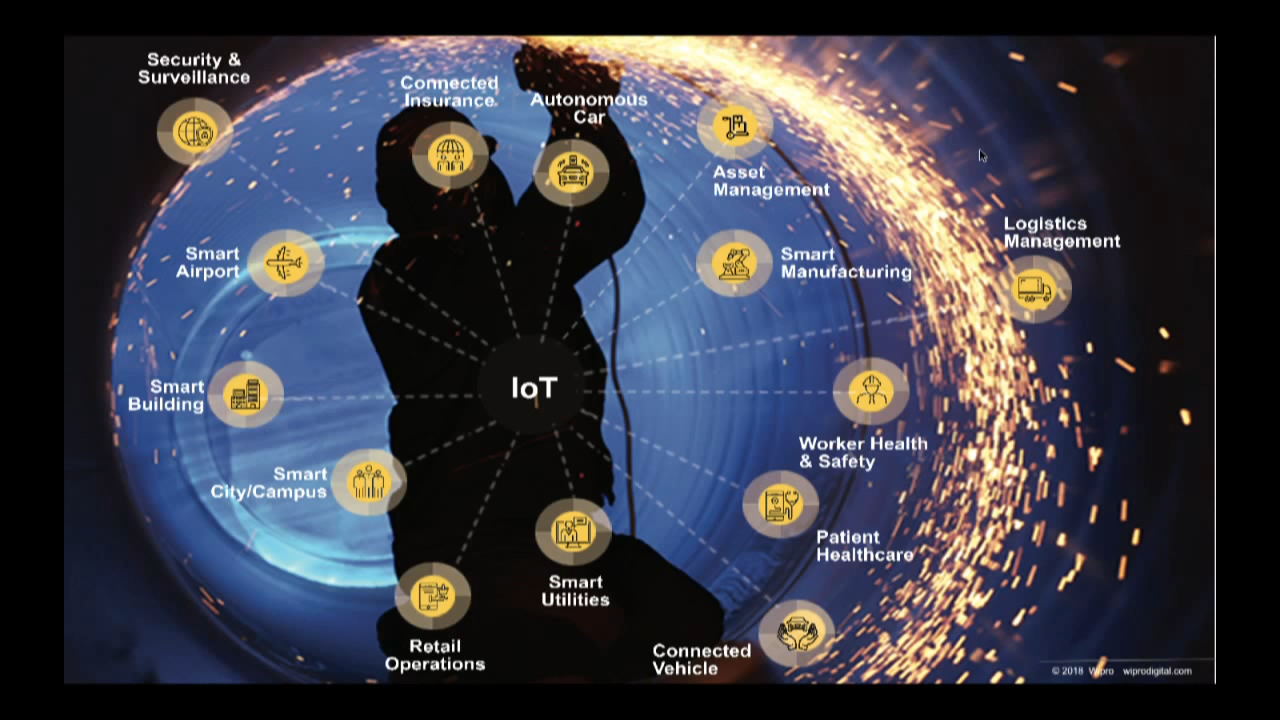 Security &
Surveillance
Connected
Insurance
Autonomous
Car
Asset
Management
Logistics
Management
Smart
Airport
Smart
Manufacturing
IoT
Smart
Building
Worker Health
& Safety
Smart
City/Campus
Patient
Healthcare
Smart
Utilities
Retail
Operations
Connected
Vehicle
© 2018 Wipro wiprodigital.com